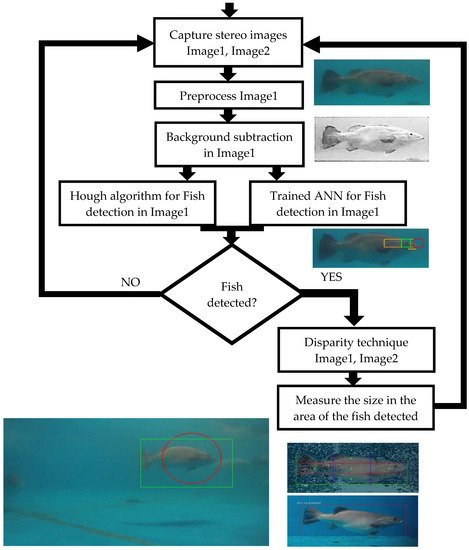 Capture stereo images
Image1, Image2
Preprocess Image1
Background subtraction
in Image1
Hough algorithm for Fish
detection in Image1
Trained ANN for Fish
detection in Image1
NO
YES
Fish
detected?
Disparity technique
Image1, Image2
Measure the size in the
area of the fish detected